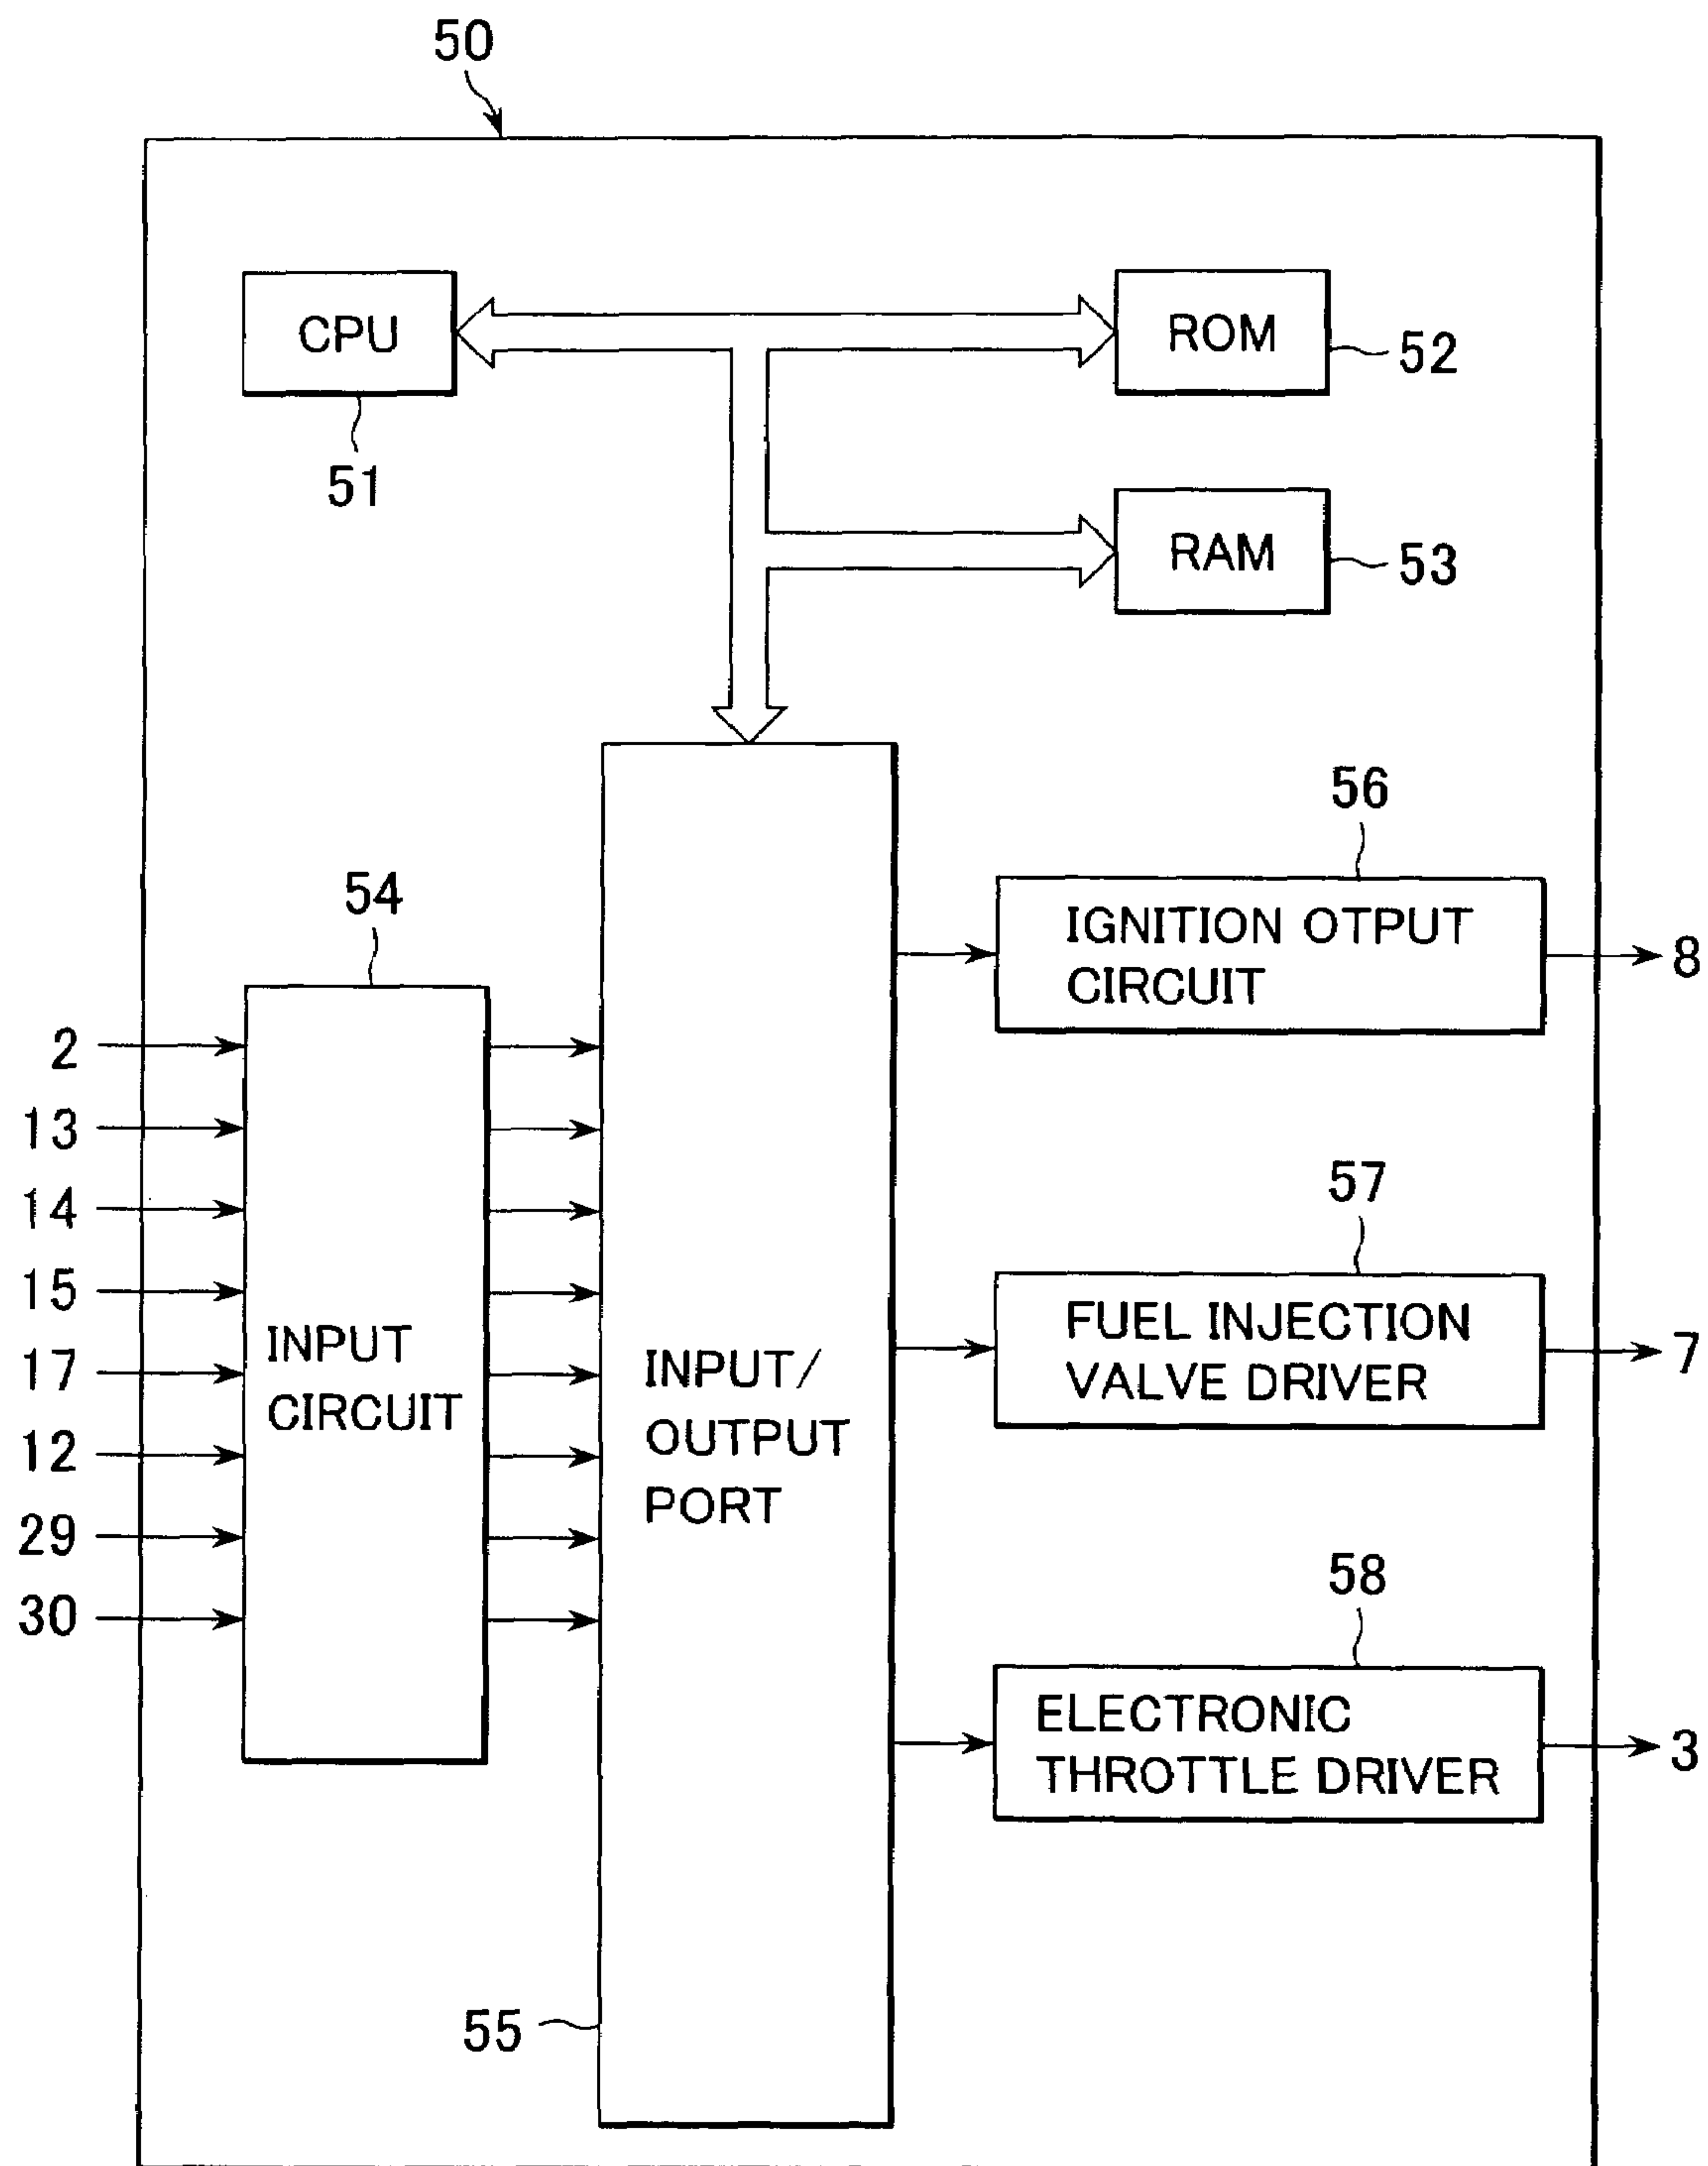 50
CPU
ROM
52
51
RAM
53
56
54
IGNITION OTPUT
CIRCUIT
8
2
13
14
15
17
12
29
30
INPUT
CIRCUIT
INPUT/
OUTPUT
PORT
57
FUEL INJECTION
VALVE DRIVER
7
58
ELECTRONIC
THROTTLE DRIVER
3
55